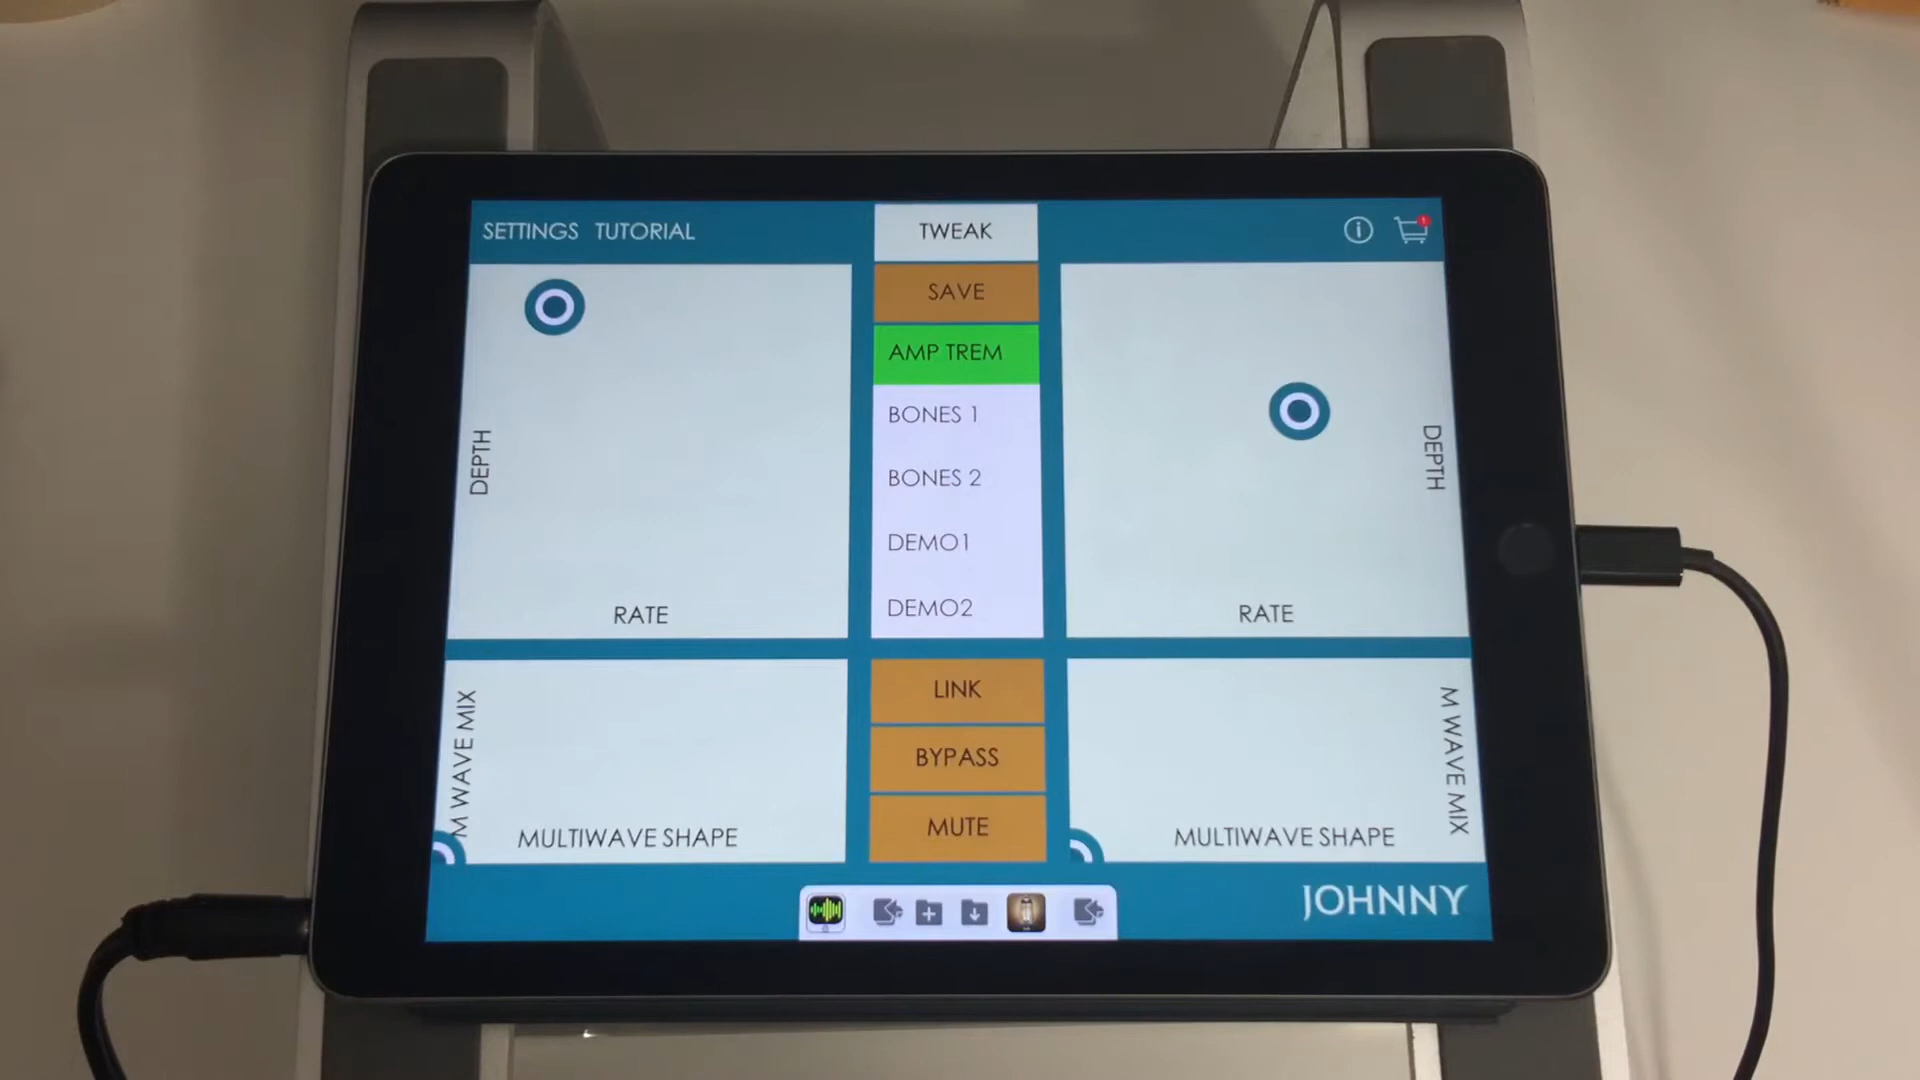 SETTINGS TUTORIAL
TWEAK
1
SAVE
AMP TREM
BONES 1
BONES 2
DEMO1
DEMO2
DEPTH
RATE
DEPTH
RATE
LINK
BYPASS
MUTE
M WAVE MIX
MULTIWAVE SHAPE
M WAVE MIX
MULTIWAVE SHAPE
JOHNNY